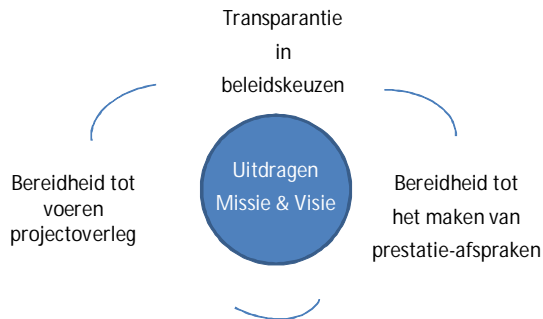 Transparantie
in
beleidskeuzen
Uitdragen
Missie & Visie
Bereidheid tot
voeren
projectoverleg
Bereidheid tot
het maken van
prestatie-afspraken